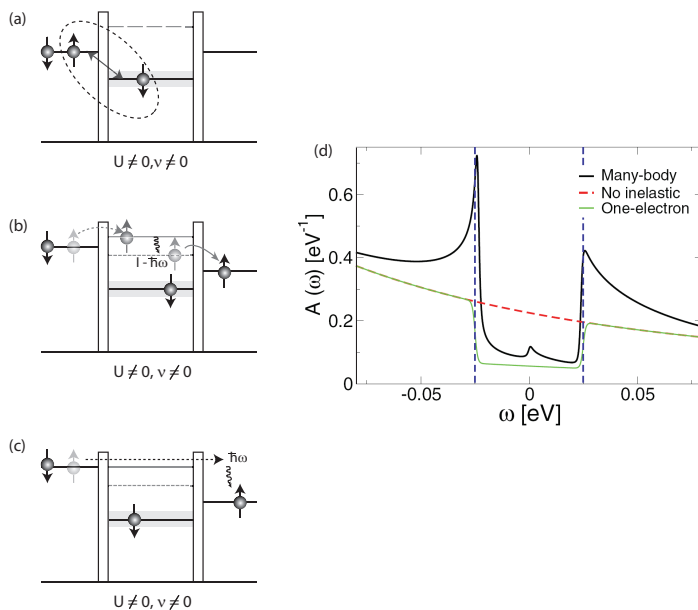 (a)
U ≠ 0, ν ≠ 0
(b)
I - ħω
U ≠ 0, ν ≠ 0
(c)
ħω
U ≠ 0, ν ≠ 0
(d)
Many-body
No inelastic
One-electron
A (ω) [eV⁻¹]
0.6
0.4
0.2
0
-0.05
0
0.05
ω [eV]